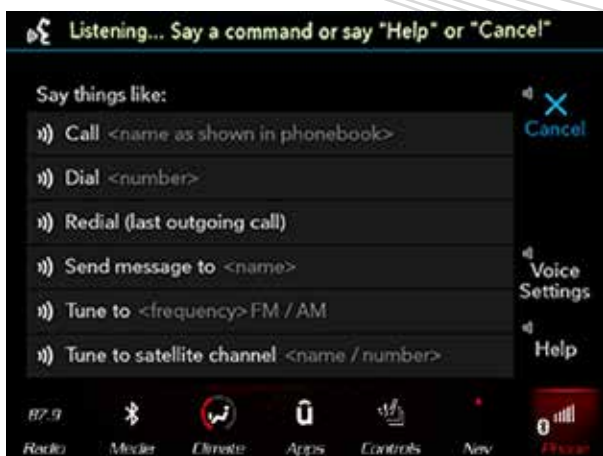 Listening... Say a command or say "Help" or "Cancel"
Say things like:
Call <name as shown in phonebook>
Cancel
Dial <number>
Redial (last outgoing call)
Send message to <name>
Voice
Settings
Tune to <frequency> FM / AM
Tune to satellite channel <name / number>
Help
87.9
Radio Media Climate Apps Controls Nav Phone